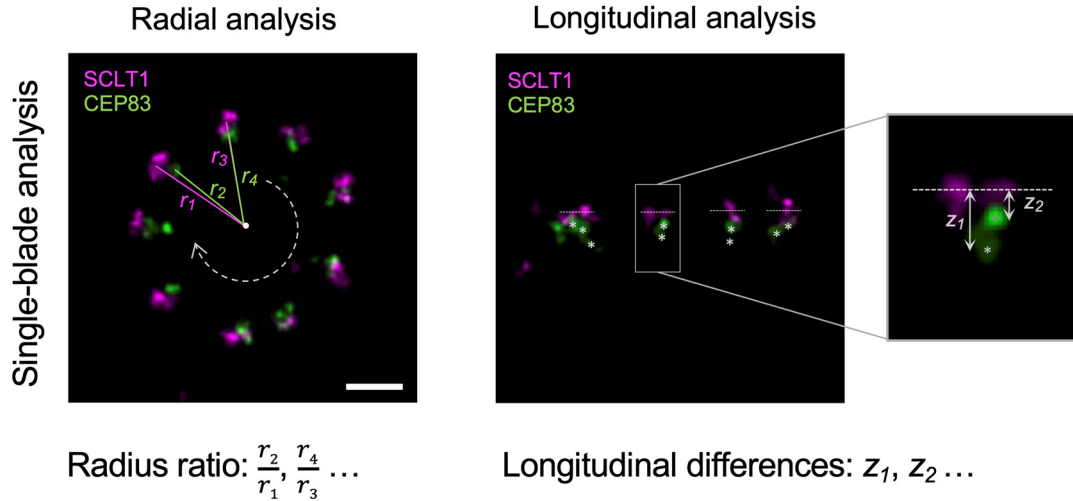 Radial analysis
Longitudinal analysis
Single-blade analysis
SCLT1
CEP83
r3
r4
r2
r1
SCLT1
CEP83
* * * * * * * *
z1
z2
*
Radius ratio: r2/r1, r4/r3 ...
Longitudinal differences: z1, z2 ...